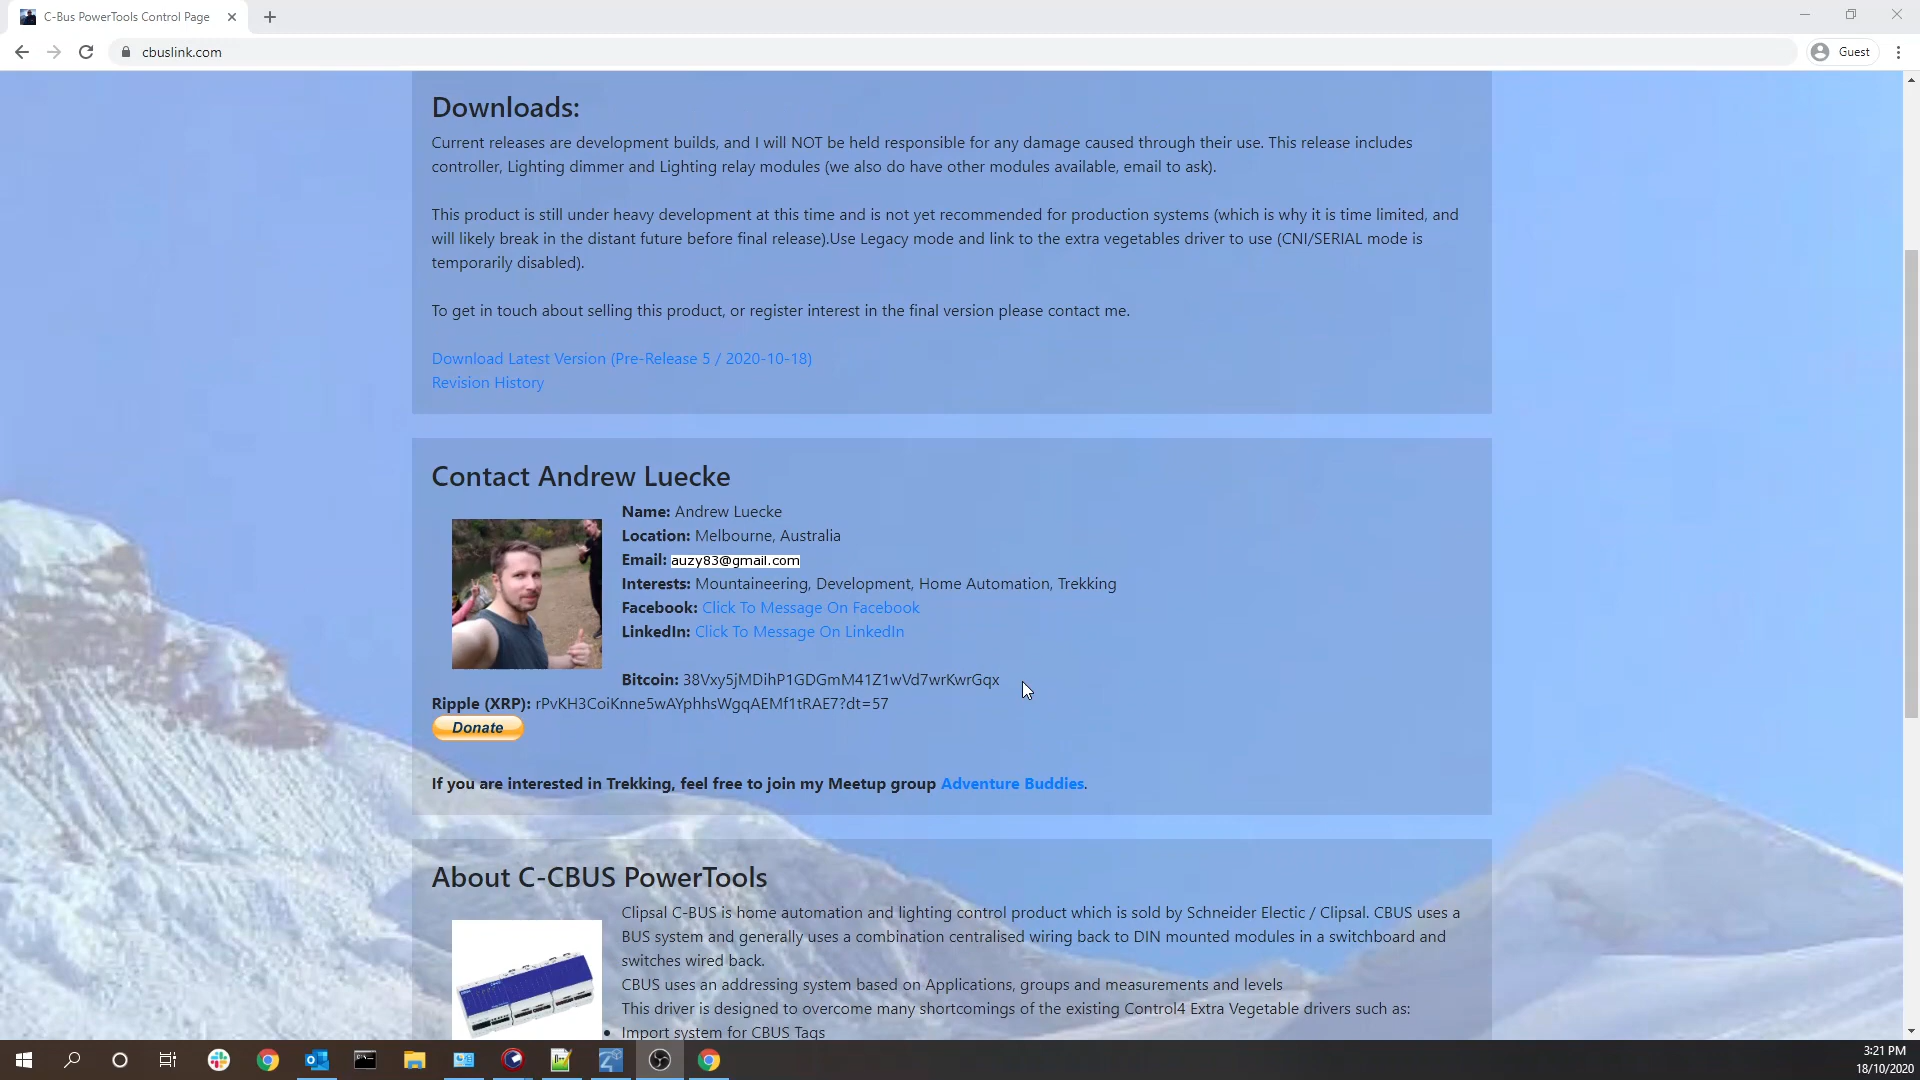 C-Bus PowerTools Control Page
cbuslink.com
Guest
Downloads:
Current releases are development builds, and I will NOT be held responsible for any damage caused through their use. This release includes
controller, Lighting dimmer and Lighting relay modules (we also do have other modules available, email to ask).
This product is still under heavy development at this time and is not yet recommended for production systems (which is why it is time limited, and
will likely break in the distant future before final release).Use Legacy mode and link to the extra vegetables driver to use (CNI/SERIAL mode is
temporarily disabled).
To get in touch about selling this product, or register interest in the final version please contact me.
Download Latest Version (Pre-Release 5 / 2020-10-18)
Revision History
Contact Andrew Luecke
Name: Andrew Luecke
Location: Melbourne, Australia
Email: auzy83@gmail.com
Interests: Mountaineering, Development, Home Automation, Trekking
Facebook: Click To Message On Facebook
LinkedIn: Click To Message On LinkedIn
Bitcoin: 38Vxy5jMDihP1GDGmM41Z1wVd7wrKwrGqx
Ripple (XRP): rPvKH3CoiKnne5wAYphhsWgqAEMf1tRAE7?dt=57
Donate
If you are interested in Trekking, feel free to join my Meetup group Adventure Buddies.
About C-CBUS PowerTools
Clipsal C-BUS is home automation and lighting control product which is sold by Schneider Electic / Clipsal. CBUS uses a
BUS system and generally uses a combination centralised wiring back to DIN mounted modules in a switchboard and
switches wired back.
CBUS uses an addressing system based on Applications, groups and measurements and levels
This driver is designed to overcome many shortcomings of the existing Control4 Extra Vegetable drivers such as:
• Import system for CBUS Tags
3:21 PM
18/10/2020